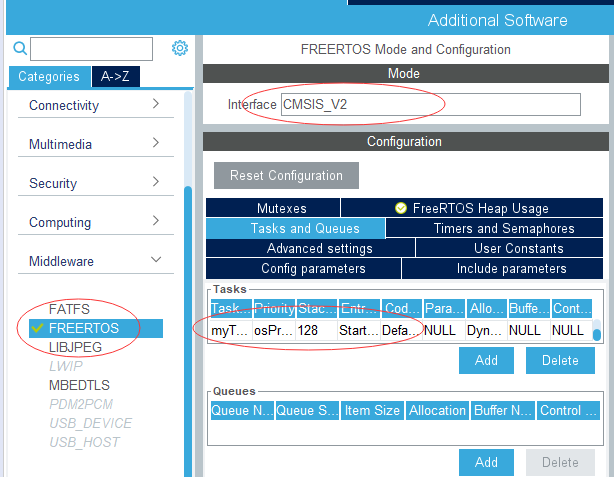 Additional Software
Categories
A->Z
Connectivity
Multimedia
Security
Computing
Middleware
FATFS
FREERTOS
LIBJPEG
LWIP
MBEDTLS
PDM2PCM
USB_DEVICE
USB_HOST
FREERTOS Mode and Configuration
Mode
Interface CMSIS_V2
Configuration
Reset Configuration
Mutexes FreeRTOS Heap Usage
Tasks and Queues Timers and Semaphores
Advanced settings User Constants
Config parameters Include parameters
Tasks
Task... Priority Stac... Entr... Cod... Para... Allo... Buffe... Cont...
myT... osPr... 128 Start... Defa... NULL Dyn... NULL NULL
Add Delete
Queues
Queue N... Queue S... Item Size Allocation Buffer N... Control ...
Add Delete